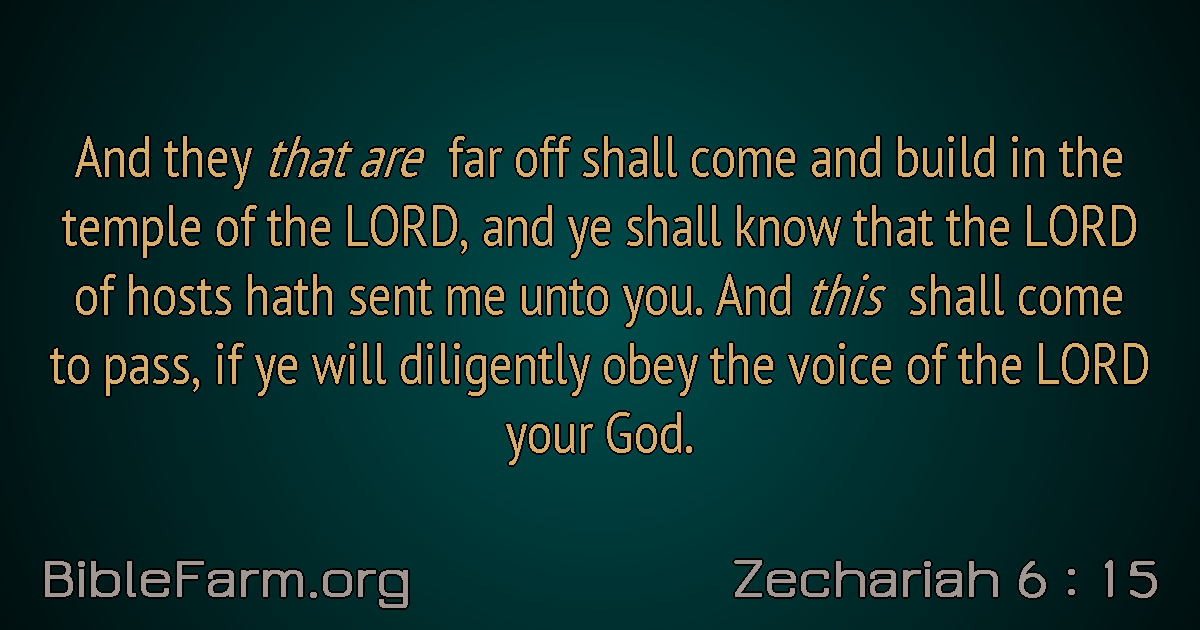 And they that are far off shall come and build in the
temple of the LORD, and ye shall know that the LORD
of hosts hath sent me unto you. And this shall come
to pass, if ye will diligently obey the voice of the LORD
your God.
BibleFarm.org
Zechariah 6 : 15